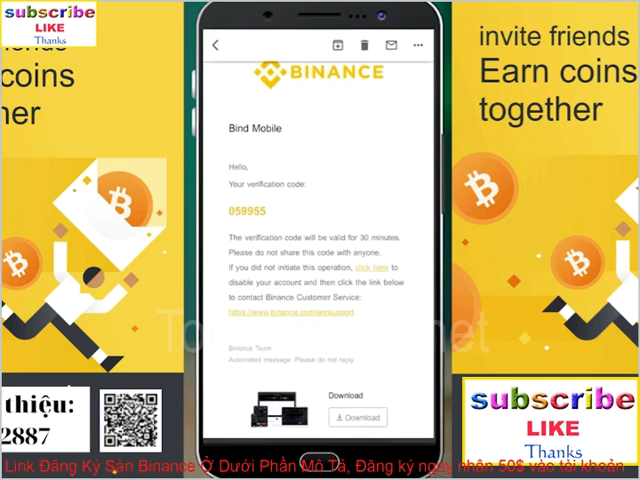 subscribe
LIKE
Thanks
coins
her
BINANCE
Bind Mobile
Hello,
Your verification code:
059955
The verification code will be valid for 30 minutes.
Please do not share this code with anyone.
If you did not initiate this operation, click here to
disable your account and then click the link below
to contact Binance Customer Service:
https://www.binance.com/en/support
Binance Team
Automated message. Please do not reply.
Download
Download
invite friends
Earn coins
together
thiệu:
2887
subscribe
LIKE
Thanks
Link Đăng Ký Sàn Binance Ở Dưới Phần Mô Tả, Đăng ký ngay nhận 50$ vào tài khoản